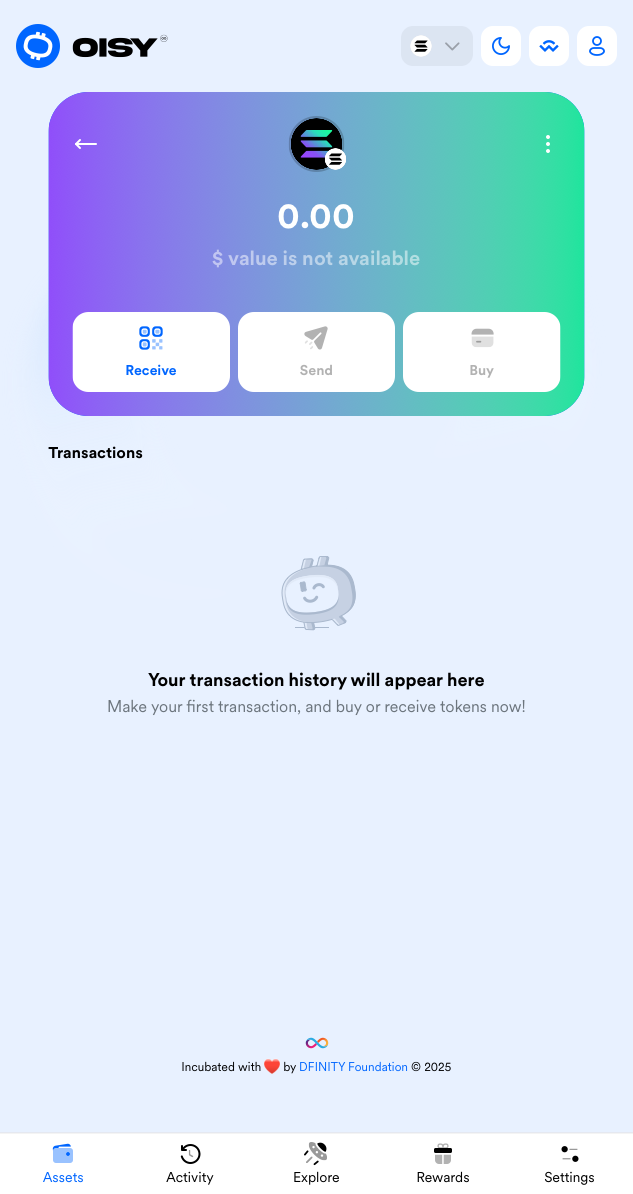 OISY
0.00
$ value is not available
Receive
Send
Buy
Transactions
Your transaction history will appear here
Make your first transaction, and buy or receive tokens now!
Incubated with ❤️ by DFINITY Foundation © 2025
Assets
Activity
Explore
Rewards
Settings